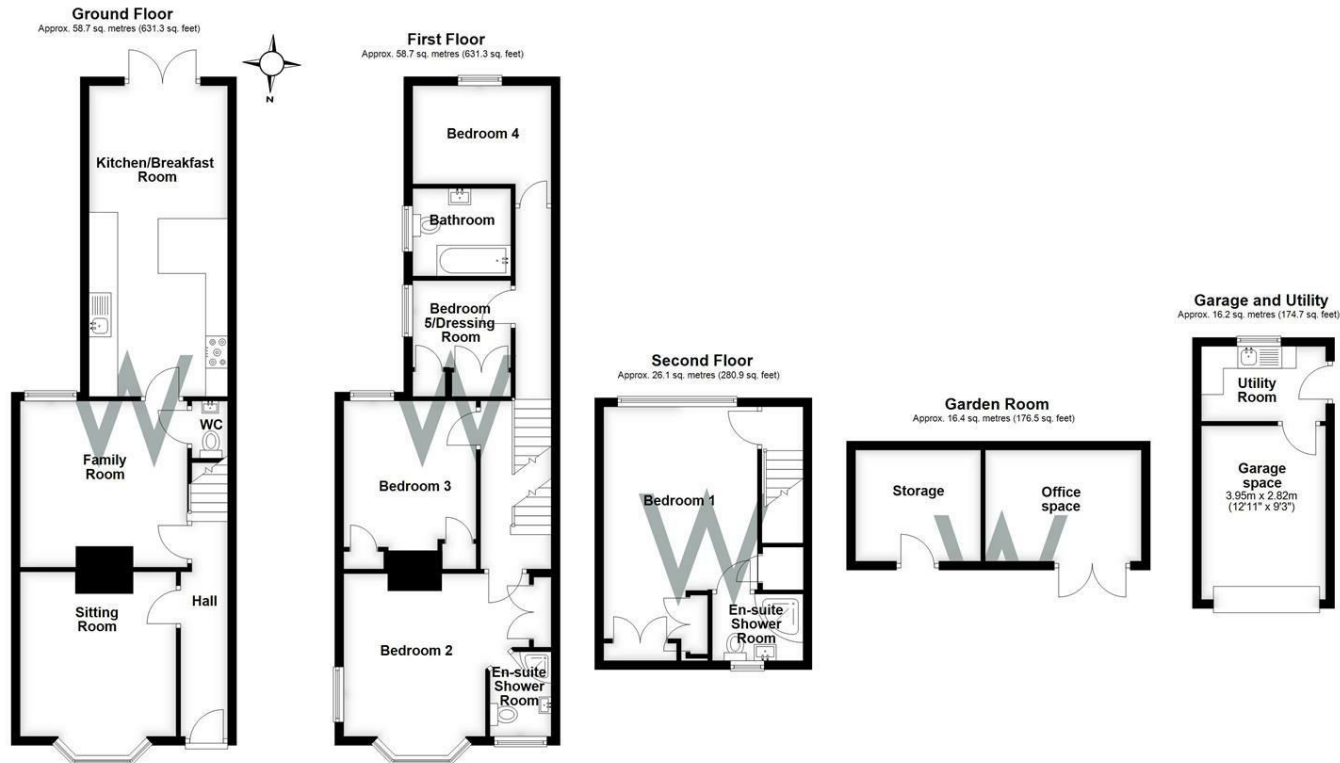 Ground Floor
Approx. 58.7 sq. metres (631.3 sq. feet)
Kitchen/Breakfast
Room
WC
Family
Room
Sitting
Room
Hall
N
First Floor
Approx. 58.7 sq. metres (631.3 sq. feet)
Bedroom 4
Bathroom
Bedroom
5/Dressing
Room
Bedroom 3
Bedroom 2
En-suite
Shower
Room
Second Floor
Approx. 26.1 sq. metres (280.9 sq. feet)
Bedroom 1
En-suite
Shower
Room
Garden Room
Approx. 16.4 sq. metres (176.5 sq. feet)
Storage
Office
space
Garage and Utility
Approx. 16.2 sq. metres (174.7 sq. feet)
Utility
Room
Garage
space
3.95m x 2.82m
(12'11" x 9'3")
W
W
W
W